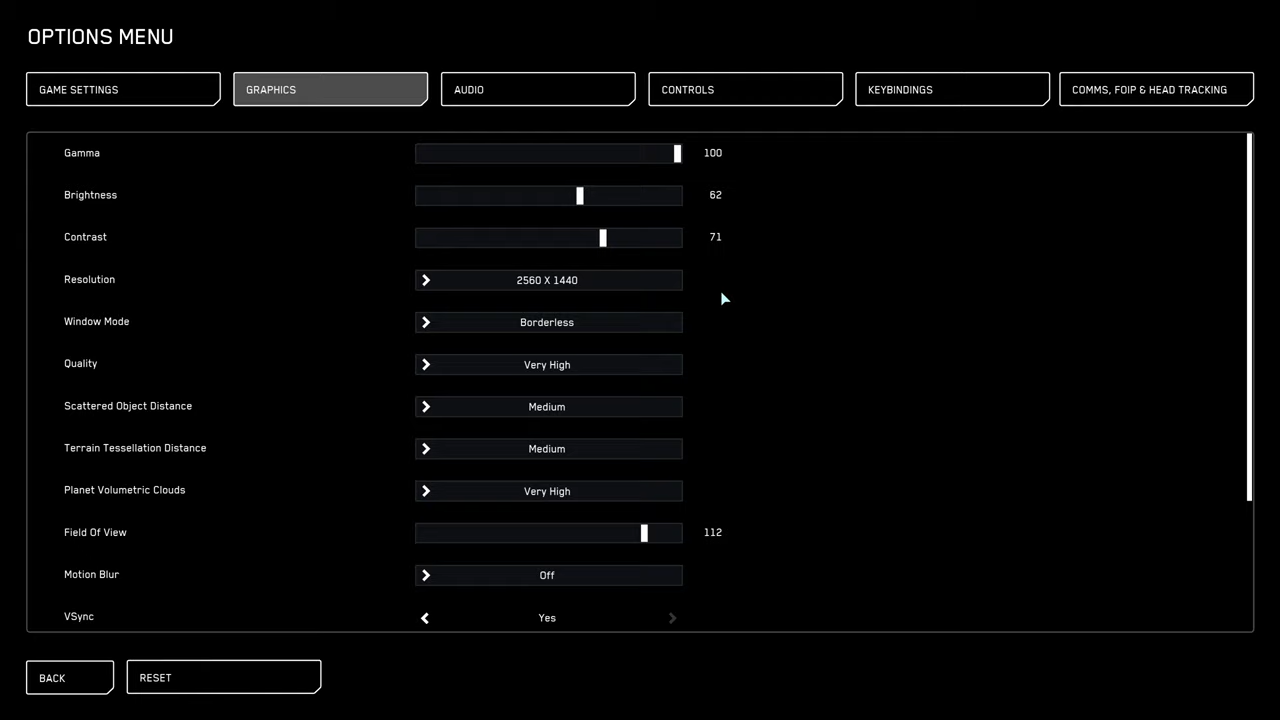 OPTIONS MENU
GAME SETTINGS
GRAPHICS
AUDIO
CONTROLS
KEYBINDINGS
COMMS, FOIP & HEAD TRACKING
Gamma 100
Brightness 62
Contrast 71
Resolution 2560 X 1440
Window Mode Borderless
Quality Very High
Scattered Object Distance Medium
Terrain Tessellation Distance Medium
Planet Volumetric Clouds Very High
Field Of View 112
Motion Blur Off
VSync Yes
BACK
RESET